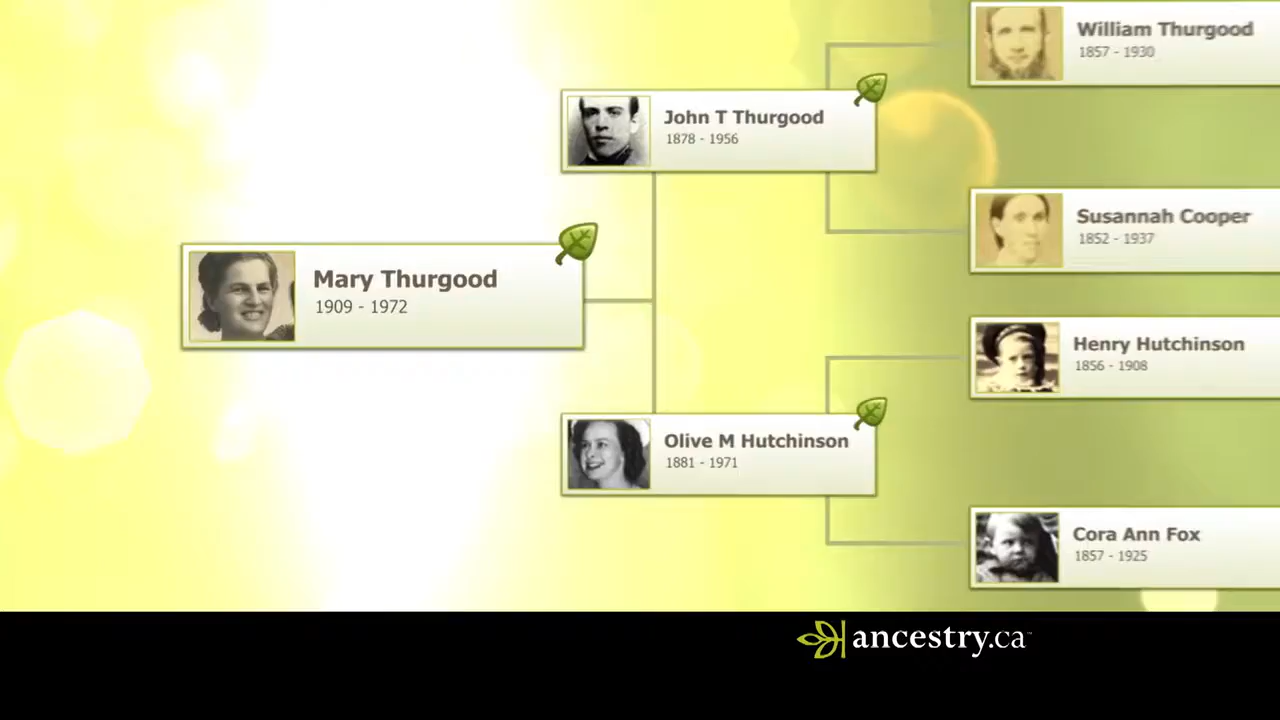 William Thurgood
1857 - 1930
John T Thurgood
1878 - 1956
Susannah Cooper
1852 - 1937
Mary Thurgood
1909 - 1972
Henry Hutchinson
1856 - 1908
Olive M Hutchinson
1881 - 1971
Cora Ann Fox
1857 - 1925
ancestry.ca™